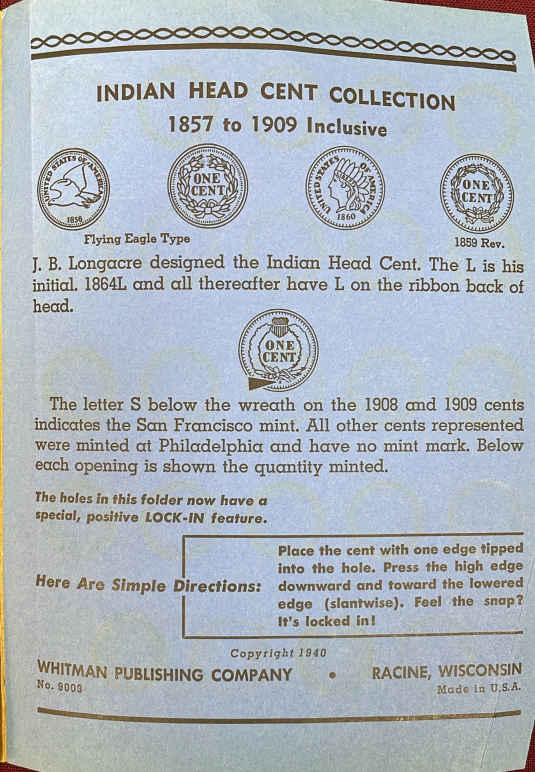 INDIAN HEAD CENT COLLECTION
1857 to 1909 Inclusive
UNITED STATES OF AMERICA
1856
ONE
CENT
UNITED STATES OF AMERICA
1860
ONE
CENT
Flying Eagle Type
1859 Rev.
J. B. Longacre designed the Indian Head Cent. The L is his
initial. 1864L and all thereafter have L on the ribbon back of
head.
ONE
CENT
The letter S below the wreath on the 1908 and 1909 cents
indicates the San Francisco mint. All other cents represented
were minted at Philadelphia and have no mint mark. Below
each opening is shown the quantity minted.
The holes in this folder now have a
special, positive LOCK-IN feature.
Here Are Simple Directions:
Place the cent with one edge tipped
into the hole. Press the high edge
downward and toward the lowered
edge (slantwise). Feel the snap?
It's locked in!
Copyright 1940
WHITMAN PUBLISHING COMPANY • RACINE, WISCONSIN
No. 9003 Made in U.S.A.